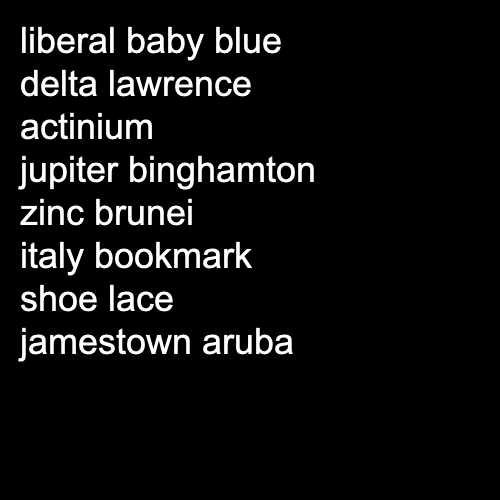 liberal baby blue
delta lawrence
actinium
jupiter binghamton
zinc brunei
italy bookmark
shoe lace
jamestown aruba